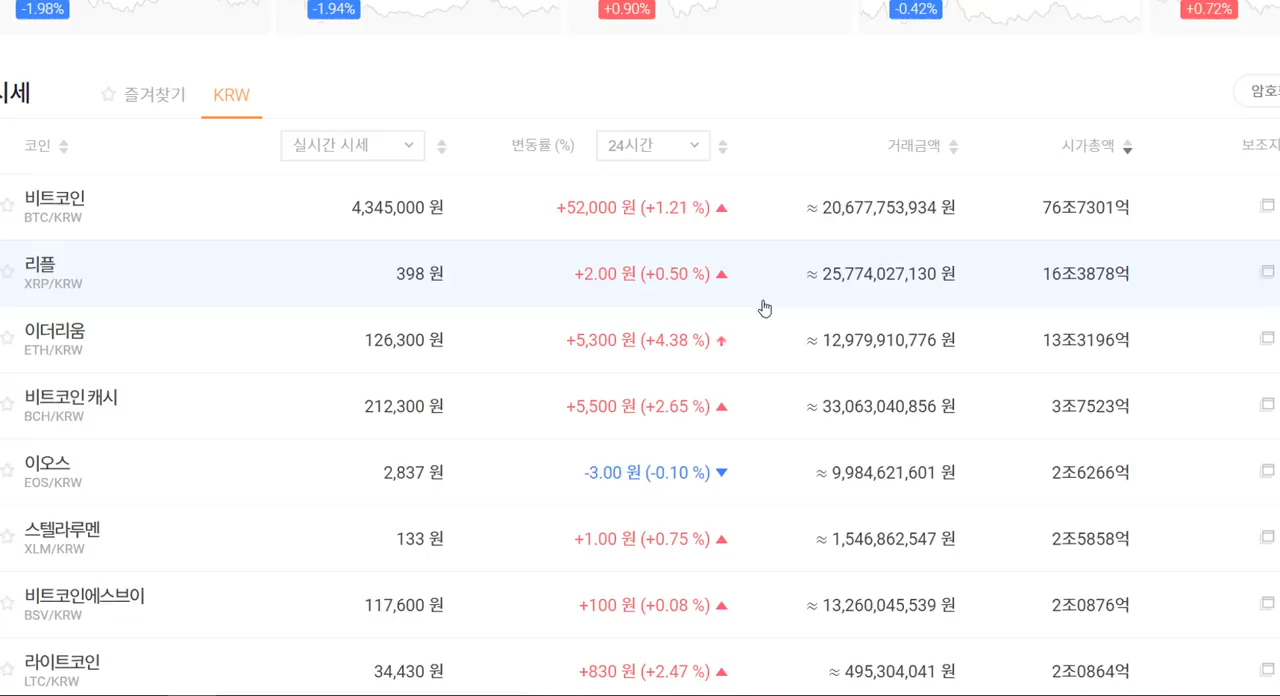 -1.98% -1.94% +0.90% -0.42% +0.72%
시세 즐겨찾기 KRW
코인 실시간 시세 변동률 (%) 24시간 거래금액 시가총액
비트코인 4,345,000 원 +52,000 원 (+1.21 %) ≈ 20,677,753,934 원 76조7301억
BTC/KRW
리플 398 원 +2.00 원 (+0.50 %) ≈ 25,774,027,130 원 16조3878억
XRP/KRW
이더리움 126,300 원 +5,300 원 (+4.38 %) ≈ 12,979,910,776 원 13조3196억
ETH/KRW
비트코인 캐시 212,300 원 +5,500 원 (+2.65 %) ≈ 33,063,040,856 원 3조7523억
BCH/KRW
이오스 2,837 원 -3.00 원 (-0.10 %) ≈ 9,984,621,601 원 2조6266억
EOS/KRW
스텔라루멘 133 원 +1.00 원 (+0.75 %) ≈ 1,546,862,547 원 2조5858억
XLM/KRW
비트코인에스브이 117,600 원 +100 원 (+0.08 %) ≈ 13,260,045,539 원 2조0876억
BSV/KRW
라이트코인 34,430 원 +830 원 (+2.47 %) ≈ 495,304,041 원 2조0864억
LTC/KRW